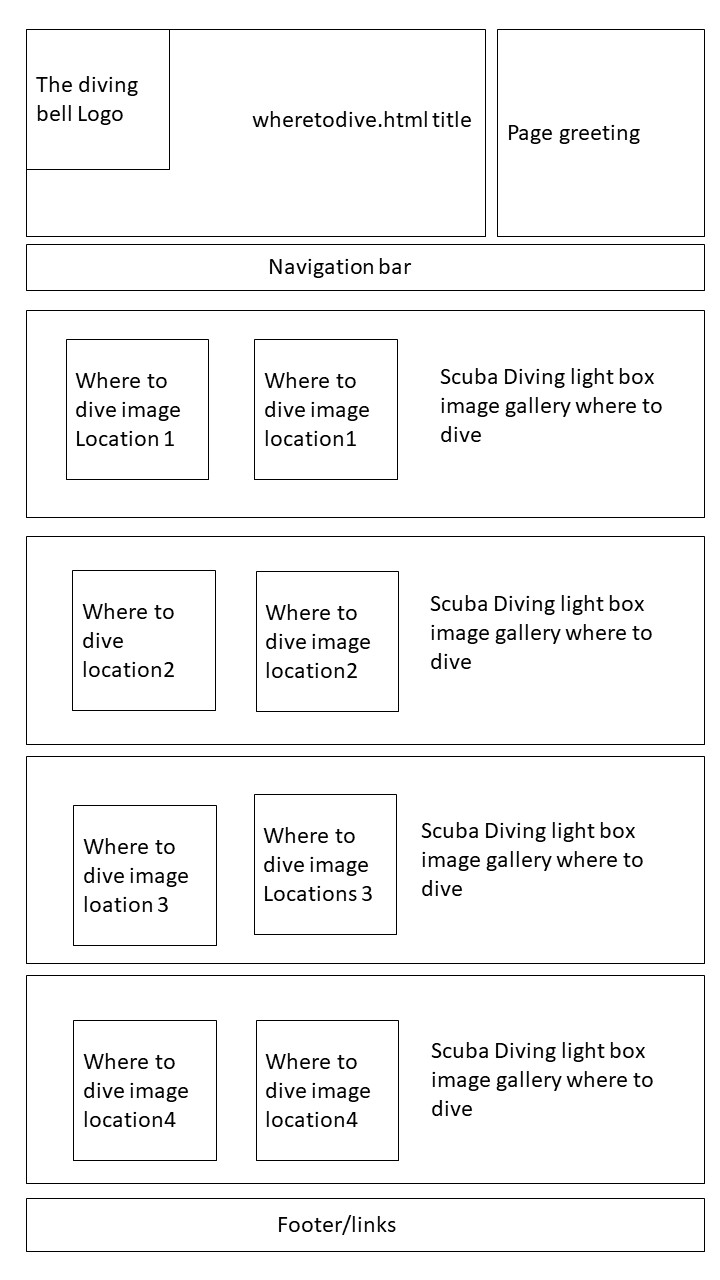 The diving
bell Logo
wheretodive.html title
Page greeting
Navigation bar
Where to
dive image
Location 1
Where to
dive image
location1
Scuba Diving light box
image gallery where to
dive
Where to
dive
location2
Where to
dive image
location2
Scuba Diving light box
image gallery where to
dive
Where to
dive image
loation 3
Where to
dive image
Locations 3
Scuba Diving light box
image gallery where to
dive
Where to
dive image
location4
Where to
dive image
location4
Scuba Diving light box
image gallery where to
dive
Footer/links